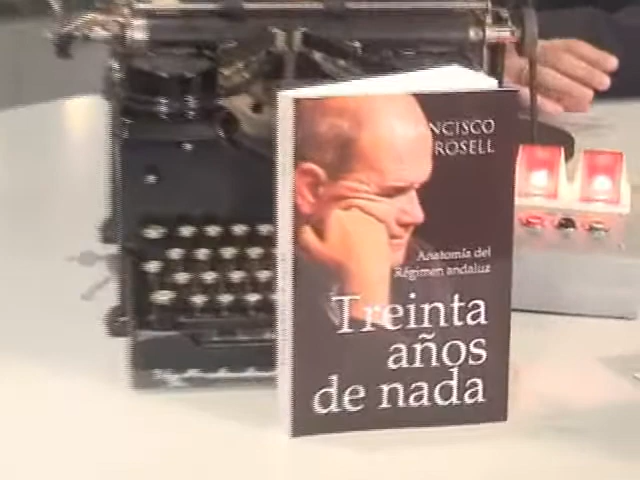 NCISCO
ROSELL
Anatomía del
Régimen andaluz
Treinta
años
de nada